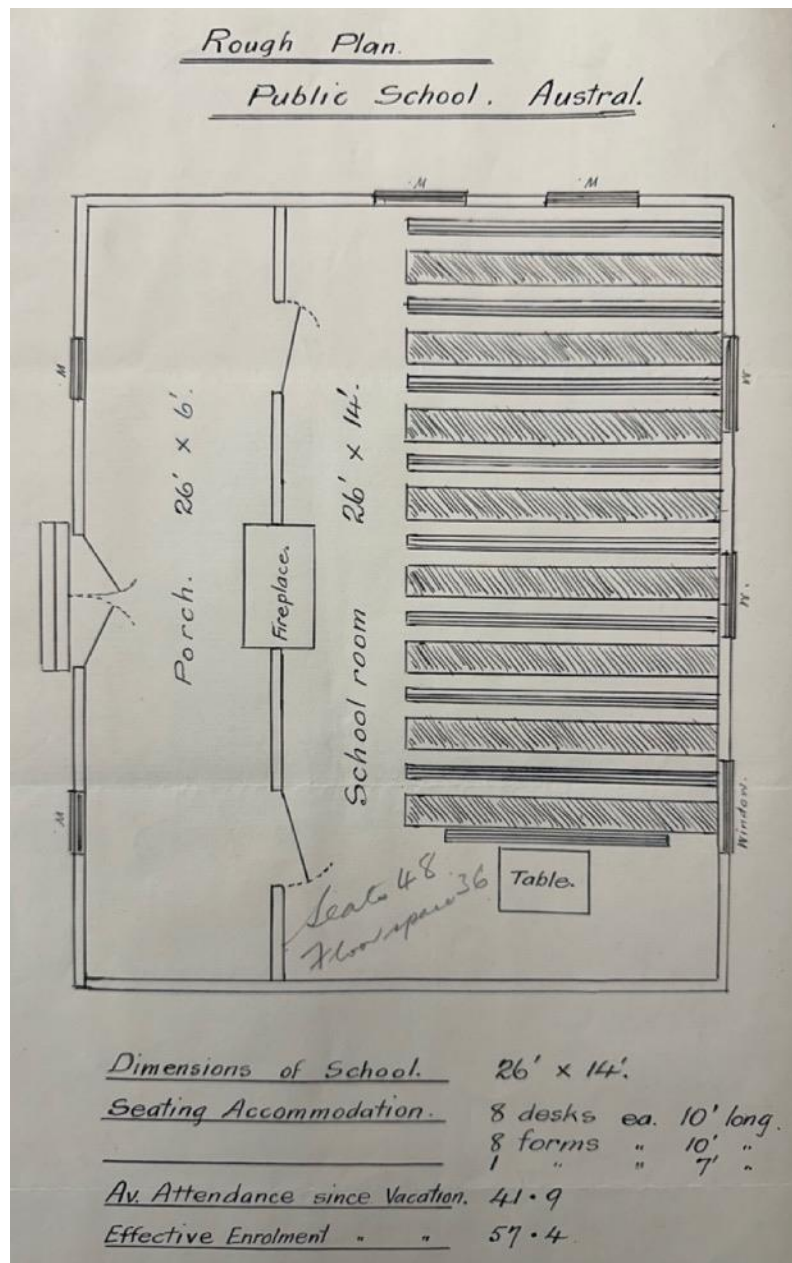 Rough Plan.
Public School. Austral.
W
W
W
W
Porch. 26' x 6'.
School room 26' x 14'.
Fireplace.
W.
W
Window.
Table.
Seats 48
Floor space 36
Dimensions of School. 26' x 14'.
Seating Accommodation. 8 desks ea. 10' long.
8 forms " 10' "
1 " " 7' "
Av. Attendance since Vacation. 41.9
Effective Enrolment " " 57.4